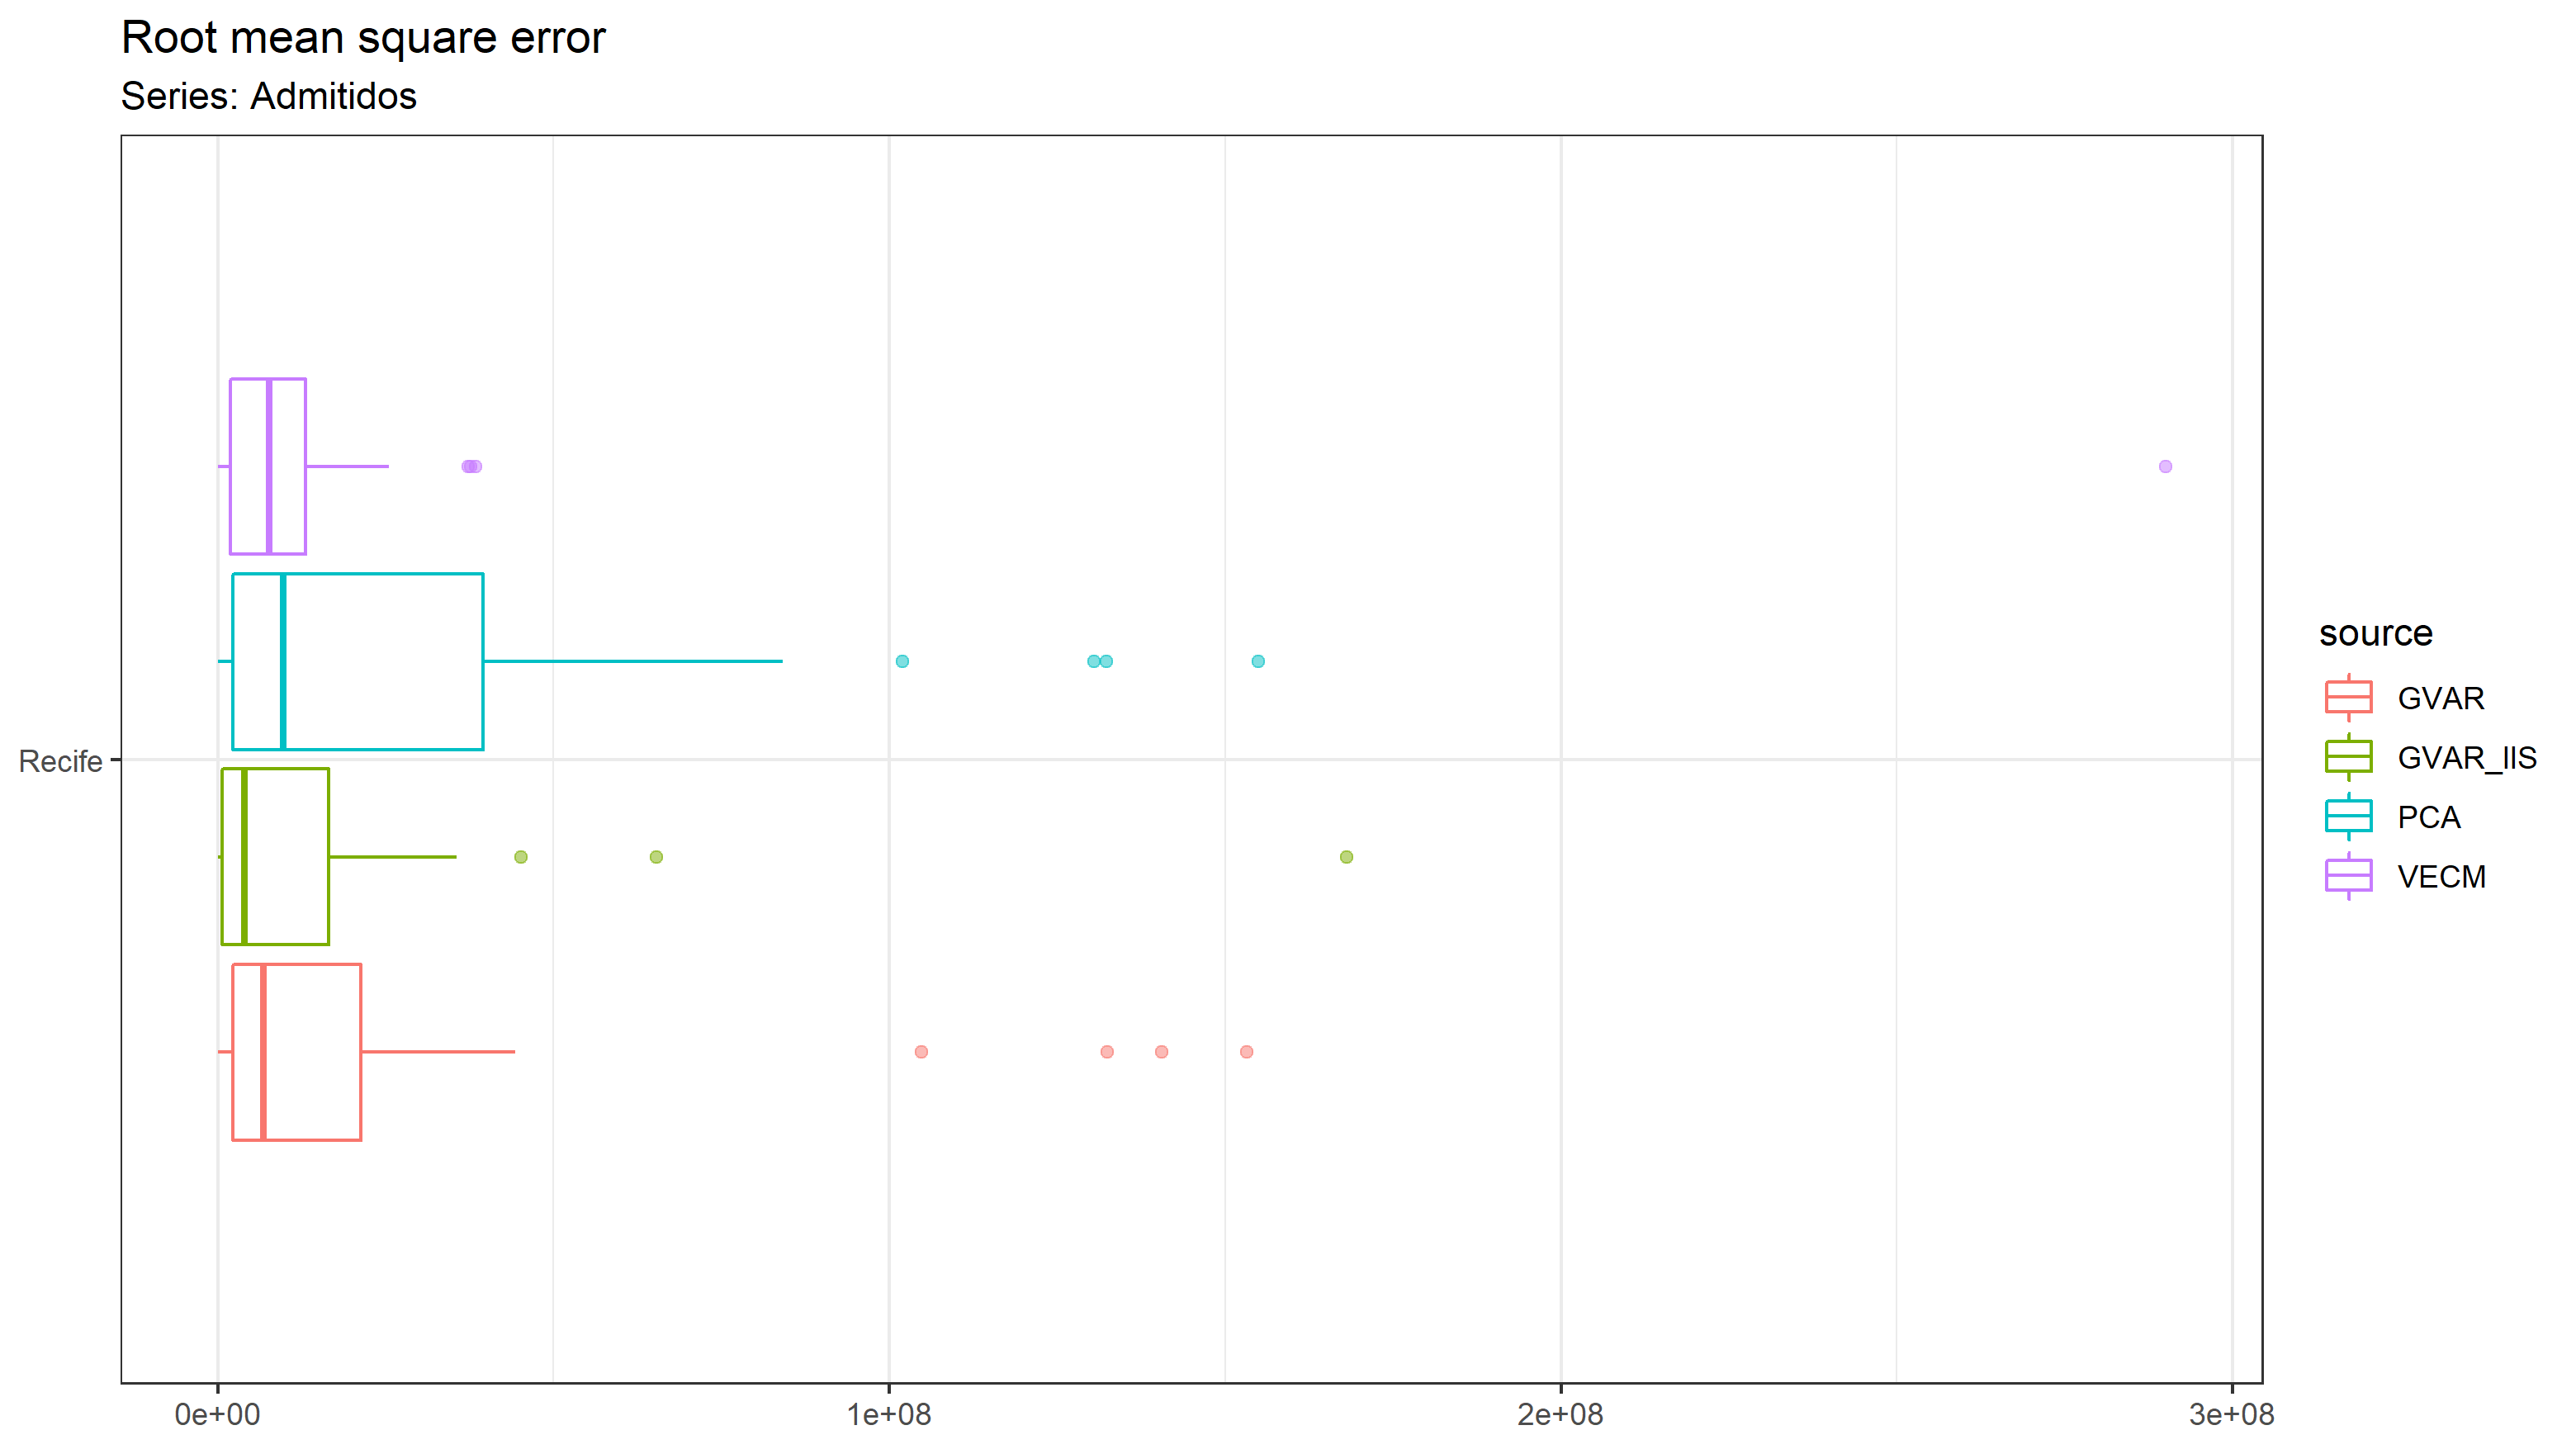 Root mean square error
Series: Admitidos
Recife
0e+00
1e+08
2e+08
3e+08
source
GVAR
GVAR_IIS
PCA
VECM